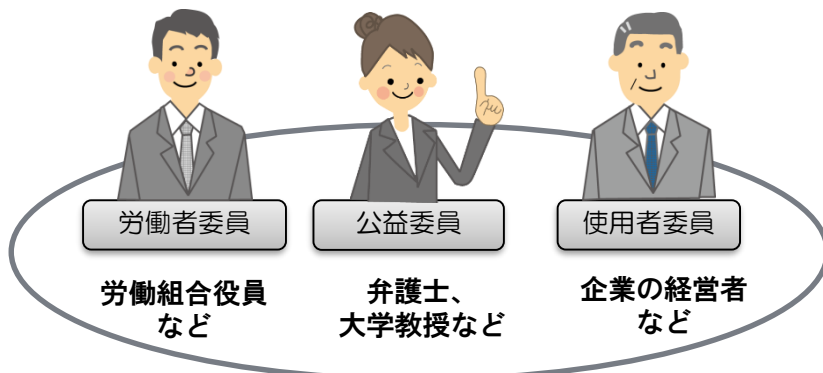 労働者委員
公益委員
使用者委員
労働組合役員
など
弁護士、
大学教授など
企業の経営者
など